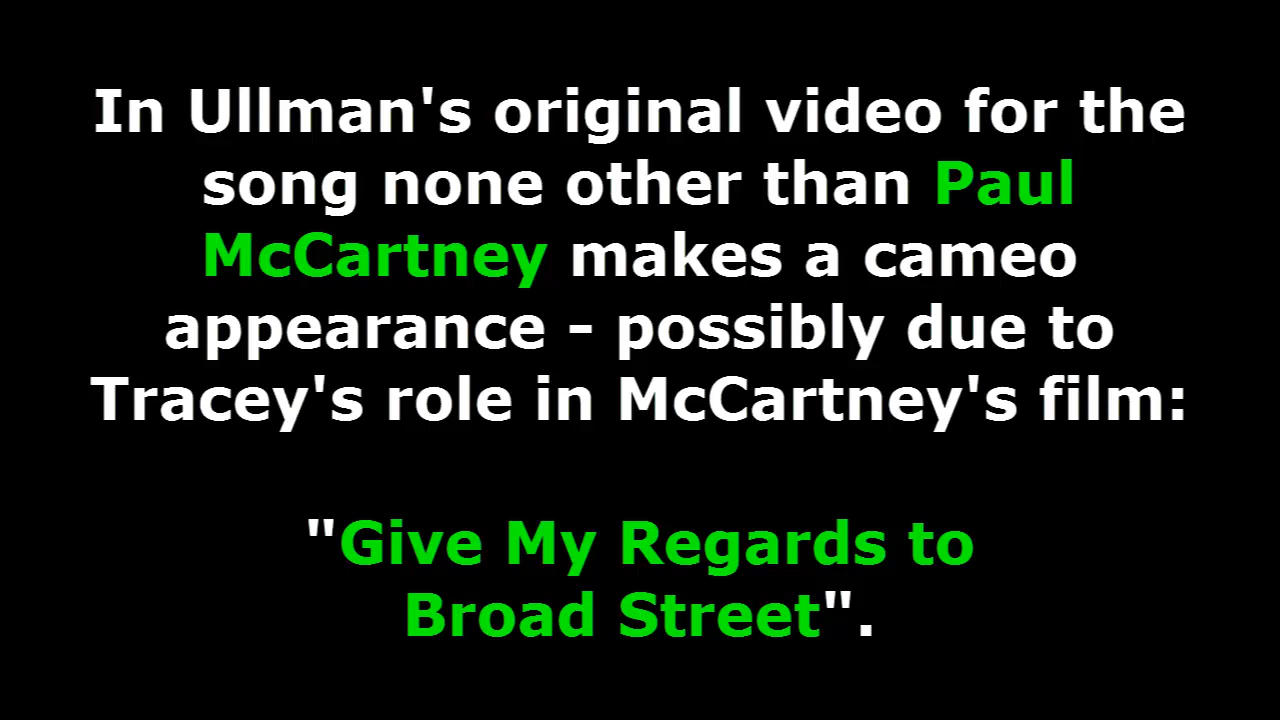 In Ullman's original video for the
song none other than Paul
McCartney makes a cameo
appearance - possibly due to
Tracey's role in McCartney's film:
"Give My Regards to
Broad Street".